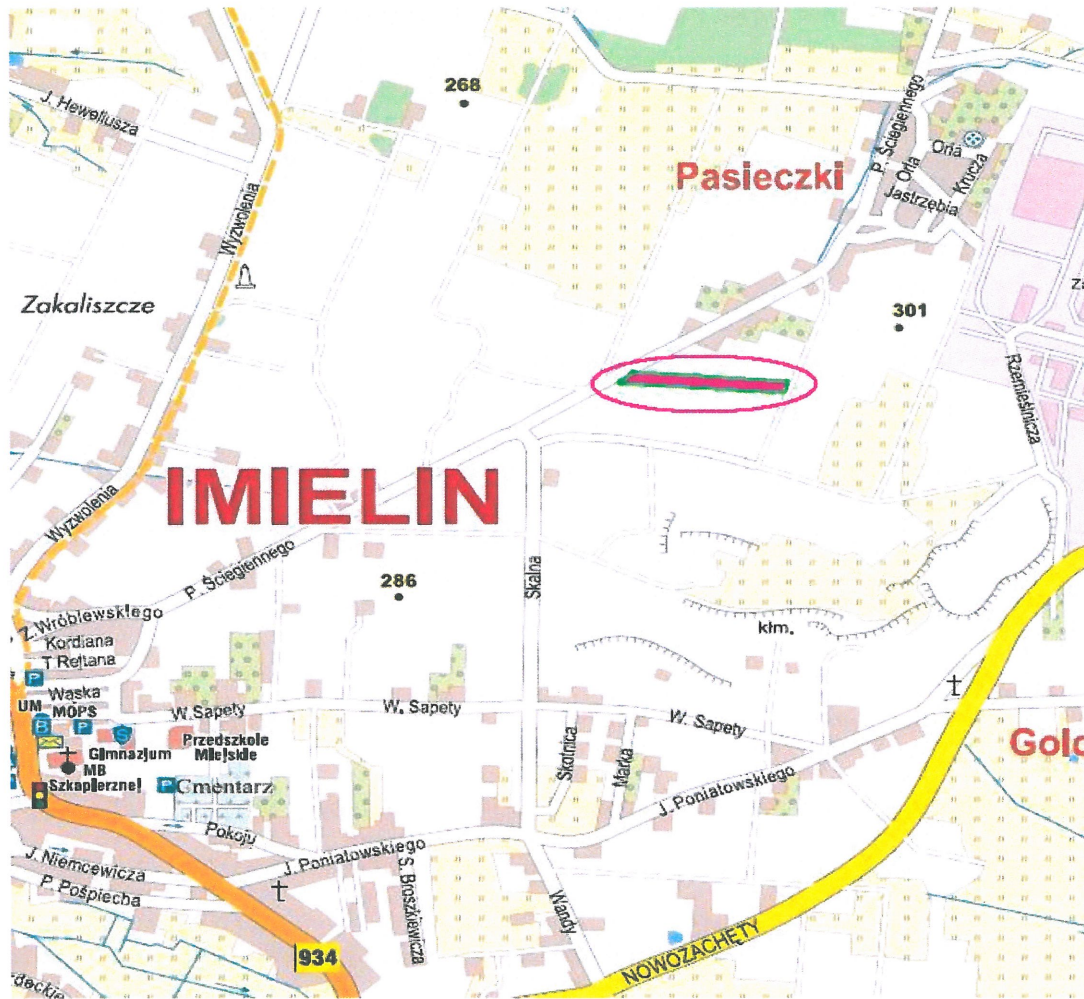 268
J. Heweliusza
P. Ściegiennego
Orla
Orla
Krucza
Pasieczki
Jastrzębia
Wyzwolenia
Zakaliszcze
301
Rzemieślnicza
IMIELIN
Wyzwolenia
P. Ściegiennego
Skalna
286
Z. Wróblewskiego
kłm.
Kordiana
T Rejtana
P
Wąska
UM MOPS
W. Sapety
W. Sapety
W. Sapety
B
P
S
Gimnazjum
Przedszkole
Miejskie
MB
Szkaplerznej
P
Cmentarz
Skotnica
Marka
J. Poniatowskiego
Pokoju
J. Poniatowskiego
J. Niemcewicza
P. Pośpiecha
S. Broszkiewicza
Wandy
934
NOWOZACHĘTY